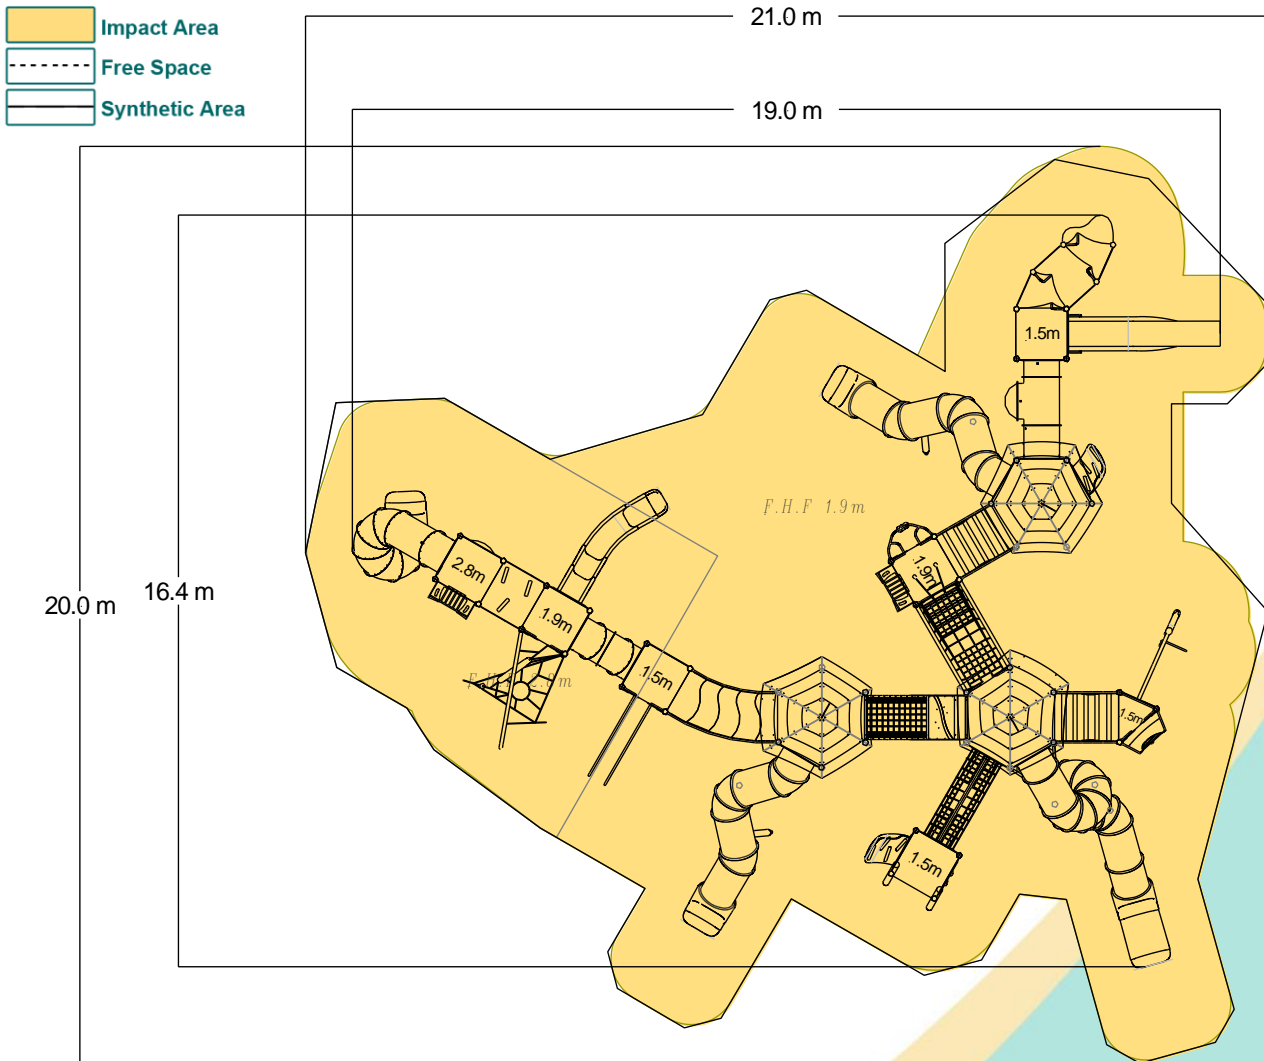 Impact Area
Free Space
Synthetic Area
21.0 m
19.0 m
20.0 m
16.4 m
1.5m
F.H.F 1.9m
1.9m
2.8m
1.9m
1.5m
1.5m
1.5m